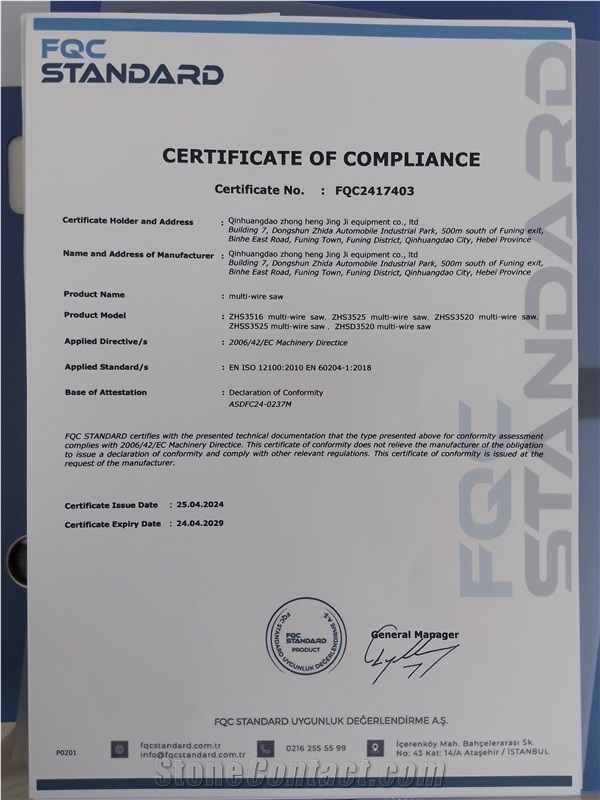 FQC
STANDARD
FQC
STANDARD
CERTIFICATE OF COMPLIANCE
Certificate No. : FQC2417403
Certificate Holder and Address : Qinhuangdao zhong heng Jing Ji equipment co., ltd
Building 7, Dongshun Zhida Automobile Industrial Park, 500m south of Funing exit,
Binhe East Road, Funing Town, Funing District, Qinhuangdao City, Hebei Province
Name and Address of Manufacturer : Qinhuangdao zhong heng Jing Ji equipment co., ltd
Building 7, Dongshun Zhida Automobile Industrial Park, 500m south of Funing exit,
Binhe East Road, Funing Town, Funing District, Qinhuangdao City, Hebei Province
Product Name : multi-wire saw
Product Model : ZHS3516 multi-wire saw, ZHS3525 multi-wire saw, ZHSS3520 multi-wire saw,
ZHSS3525 multi-wire saw , ZHSD3520 multi-wire saw
Applied Directive/s : 2006/42/EC Machinery Directice
Applied Standard/s : EN ISO 12100:2010 EN 60204-1:2018
Base of Attestation : Declaration of Conformity
ASDFC24-0237M
FQC STANDARD certifies with the presented technical documentation that the type presented above for conformity assessment
complies with 2006/42/EC Machinery Directice. This certificate of conformity does not relieve the manufacturer of the obligation
to issue a declaration of conformity and comply with other relevant regulations. This certificate of conformity is issued at the
request of the manufacturer.
Certificate Issue Date : 25.04.2024
Certificate Expiry Date : 24.04.2029
FQC
STANDARD
PRODUCT
FQC STANDARD UYGUNLUK DEĞERLENDİRME A.Ş.
General Manager
FQC STANDARD UYGUNLUK DEĞERLENDİRME A.Ş.
P0201
fqcstandard.com.tr
info@fqcstandard.com.tr
0216 255 55 99
İçerenköy Mah. Bahçelerarası Sk.
No: 43 Kat: 14/A Ataşehir / İSTANBUL
StoneContact.com